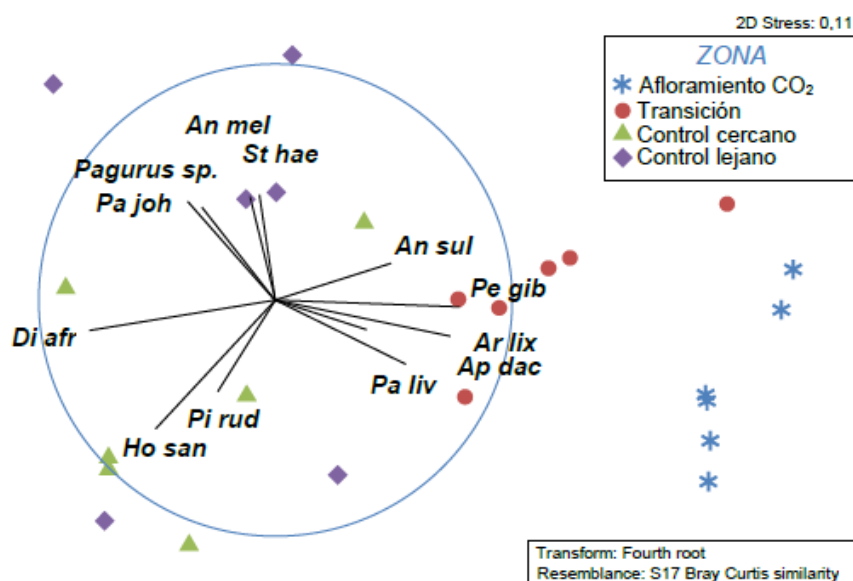 2D Stress: 0,11
ZONA
Afloramiento CO₂
Transición
Control cercano
Control lejano
An mel
St hae
Pagurus sp.
Pa joh
An sul
Pe gib
Di afr
Ar lix
Ap dac
Pa liv
Pi rud
Ho san
Transform: Fourth root
Resemblance: S17 Bray Curtis similarity